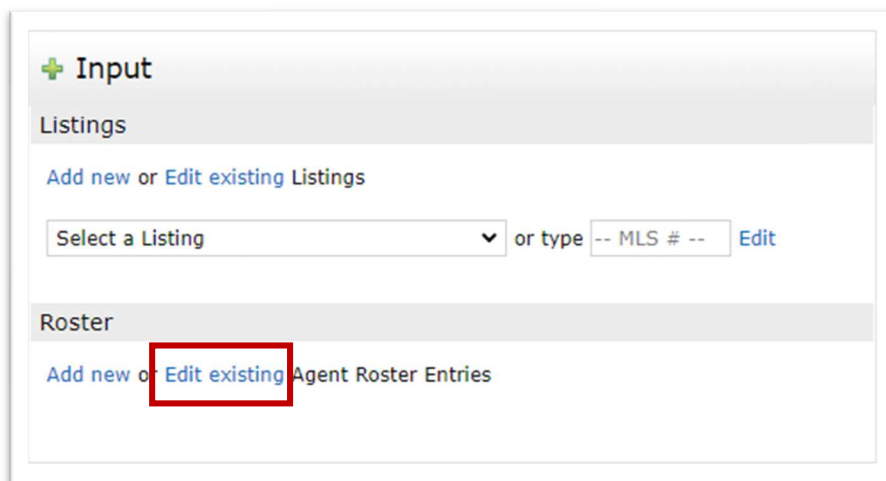 Input
Listings
Add new or Edit existing Listings
Select a Listing or type -- MLS # -- Edit
Roster
Add new or Edit existing Agent Roster Entries